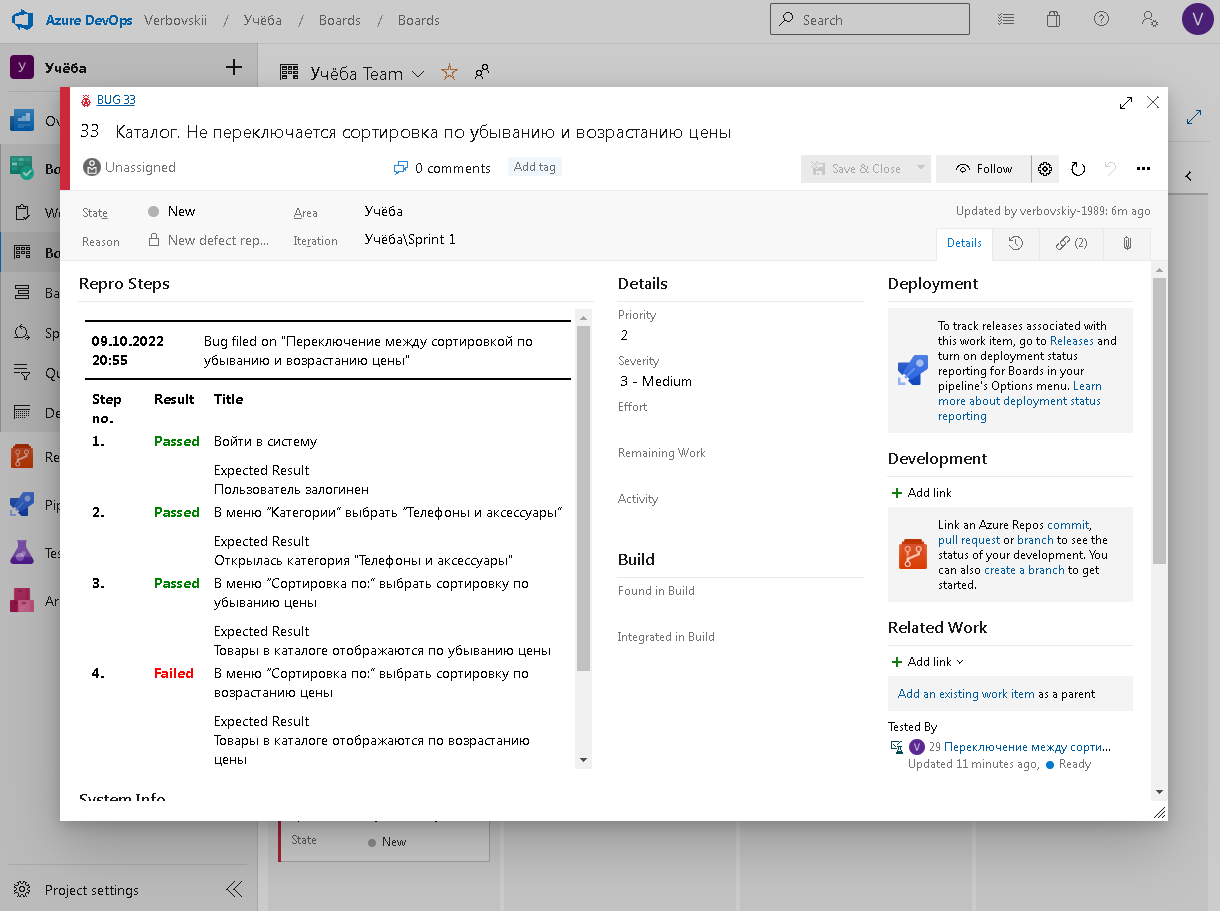 Azure DevOps Verbovskii / Учёба / Boards / Boards
Search
V
У Учёба
Учёба Team
BUG 33
33 Каталог. Не переключается сортировка по убыванию и возрастанию цены
Unassigned
0 comments
Add tag
Save & Close
Follow
State New
Area Учёба
Updated by verbovskiy-1989: 6m ago
Reason New defect rep...
Iteration Учёба\Sprint 1
Details
(2)
Repro Steps
09.10.2022
20:55
Bug filed on "Переключение между сортировкой по
убыванию и возрастанию цены"
Step
no.
Result
Title
1. Passed Войти в систему
Expected Result
Пользователь залогинен
2. Passed В меню "Категории" выбрать "Телефоны и аксессуары"
Expected Result
Открылась категория "Телефоны и аксессуары"
3. Passed В меню "Сортировка по:" выбрать сортировку по
убыванию цены
Expected Result
Товары в каталоге отображаются по убыванию цены
4. Failed В меню "Сортировка по:" выбрать сортировку по
возрастанию цены
Expected Result
Товары в каталоге отображаются по возрастанию
цены
System Info
Details
Priority
2
Severity
3 - Medium
Effort
Remaining Work
Activity
Build
Found in Build
Integrated in Build
Deployment
To track releases associated with
this work item, go to Releases and
turn on deployment status
reporting for Boards in your
pipeline's Options menu. Learn
more about deployment status
reporting
Development
Add link
Link an Azure Repos commit,
pull request or branch to see the
status of your development. You
can also create a branch to get
started.
Related Work
Add link
Add an existing work item as a parent
Tested By
V 29 Переключение между сорти...
Updated 11 minutes ago, Ready
State New
Project settings